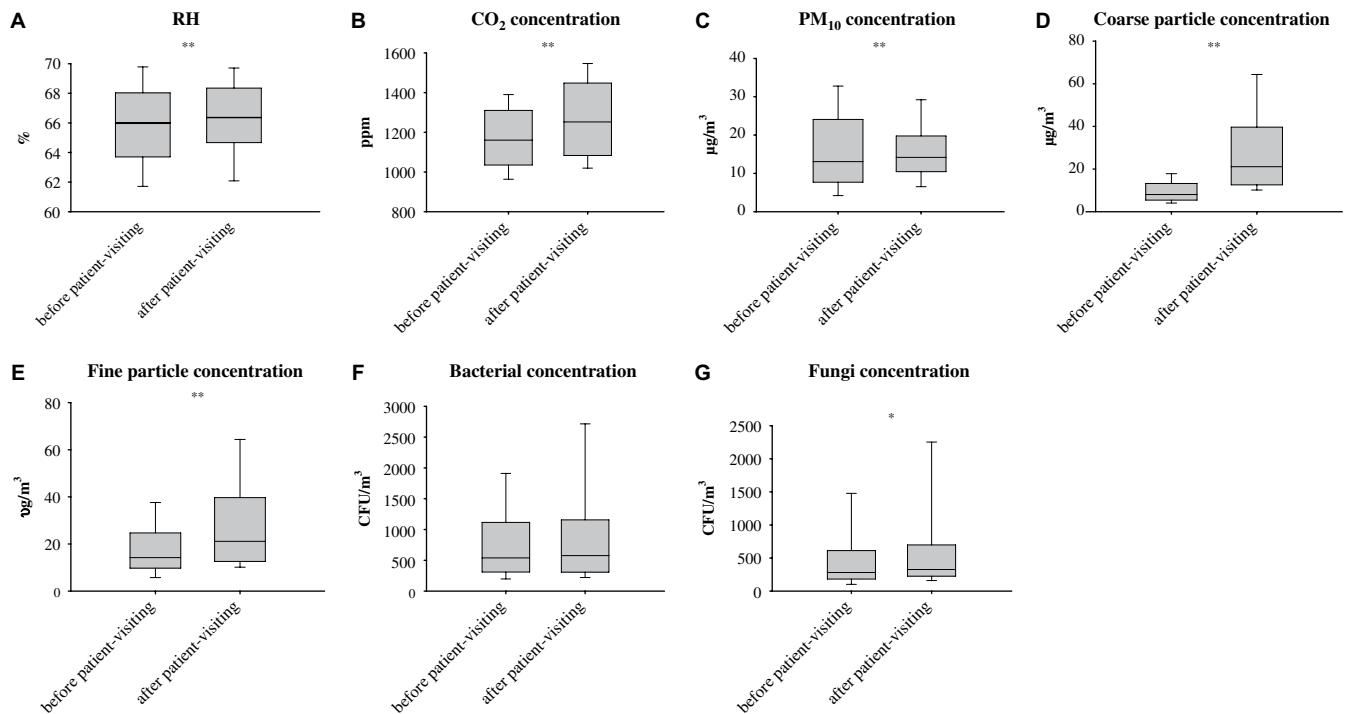 A RH
**
%
70
68
66
64
62
60
before patient-visiting
after patient-visiting
B CO₂ concentration
**
ppm
1600
1400
1200
1000
800
before patient-visiting
after patient-visiting
C PM₁₀ concentration
**
µg/m³
40
30
20
10
0
before patient-visiting
after patient-visiting
D Coarse particle concentration
**
µg/m³
80
60
40
20
0
before patient-visiting
after patient-visiting
E Fine particle concentration
**
υg/m³
80
60
40
20
0
before patient-visiting
after patient-visiting
F Bacterial concentration
CFU/m³
3000
2500
2000
1500
1000
500
0
before patient-visiting
after patient-visiting
G Fungi concentration
*
CFU/m³
2500
2000
1500
1000
500
0
before patient-visiting
after patient-visiting